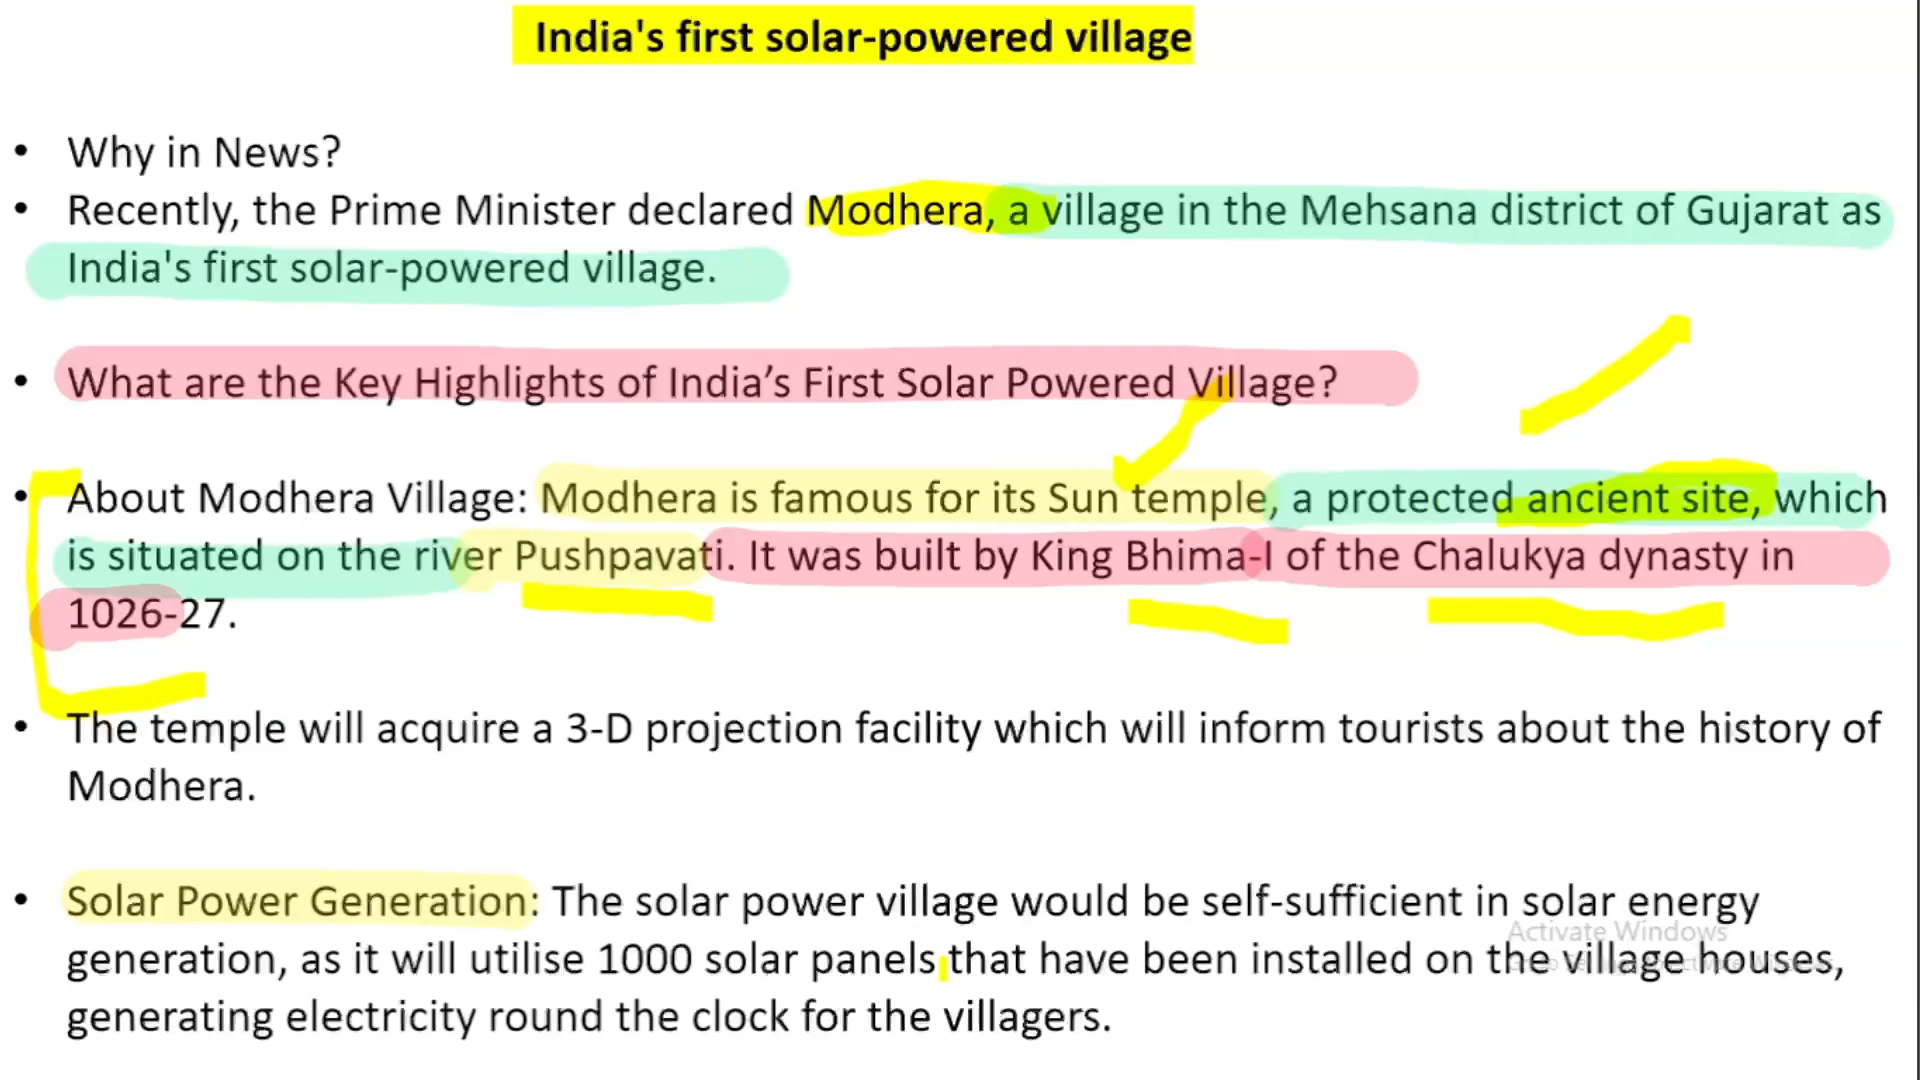 India's first solar-powered village
• Why in News?
• Recently, the Prime Minister declared Modhera, a village in the Mehsana district of Gujarat as
India's first solar-powered village.
• What are the Key Highlights of India’s First Solar Powered Village?
• About Modhera Village: Modhera is famous for its Sun temple, a protected ancient site, which
is situated on the river Pushpavati. It was built by King Bhima-I of the Chalukya dynasty in
1026-27.
• The temple will acquire a 3-D projection facility which will inform tourists about the history of
Modhera.
• Solar Power Generation: The solar power village would be self-sufficient in solar energy
Activate Windows
generation, as it will utilise 1000 solar panels that have been installed on the village houses,
generating electricity round the clock for the villagers.